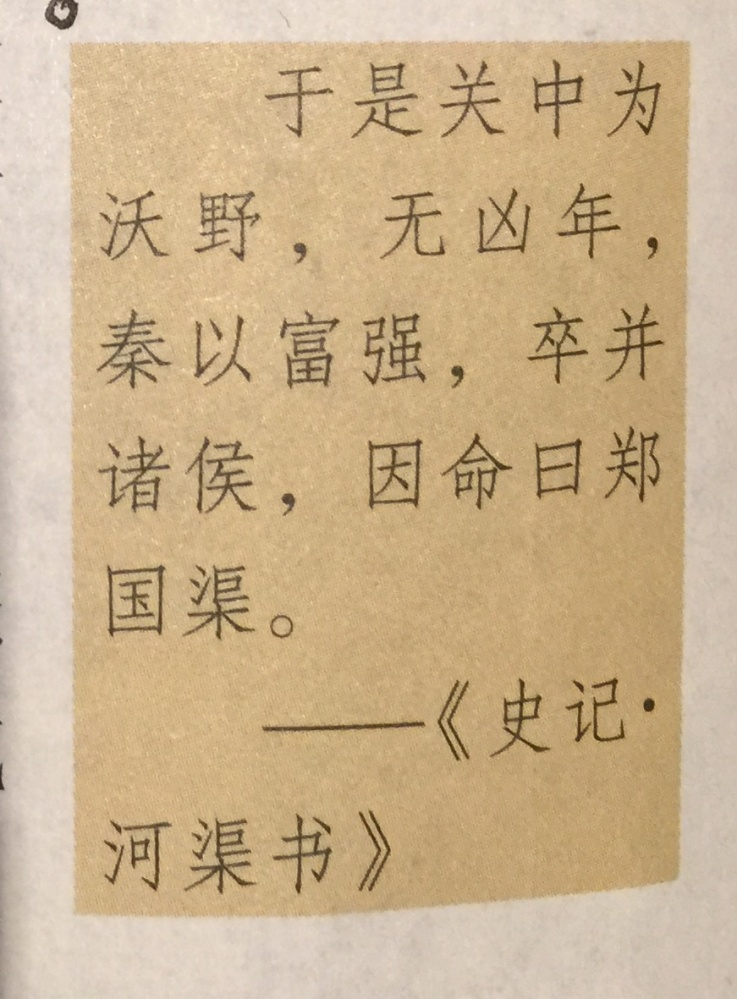 于是关中为
沃野，无凶年，
秦以富强，卒并
诸侯，因命曰郑
国渠。
——《史记·
河渠书》